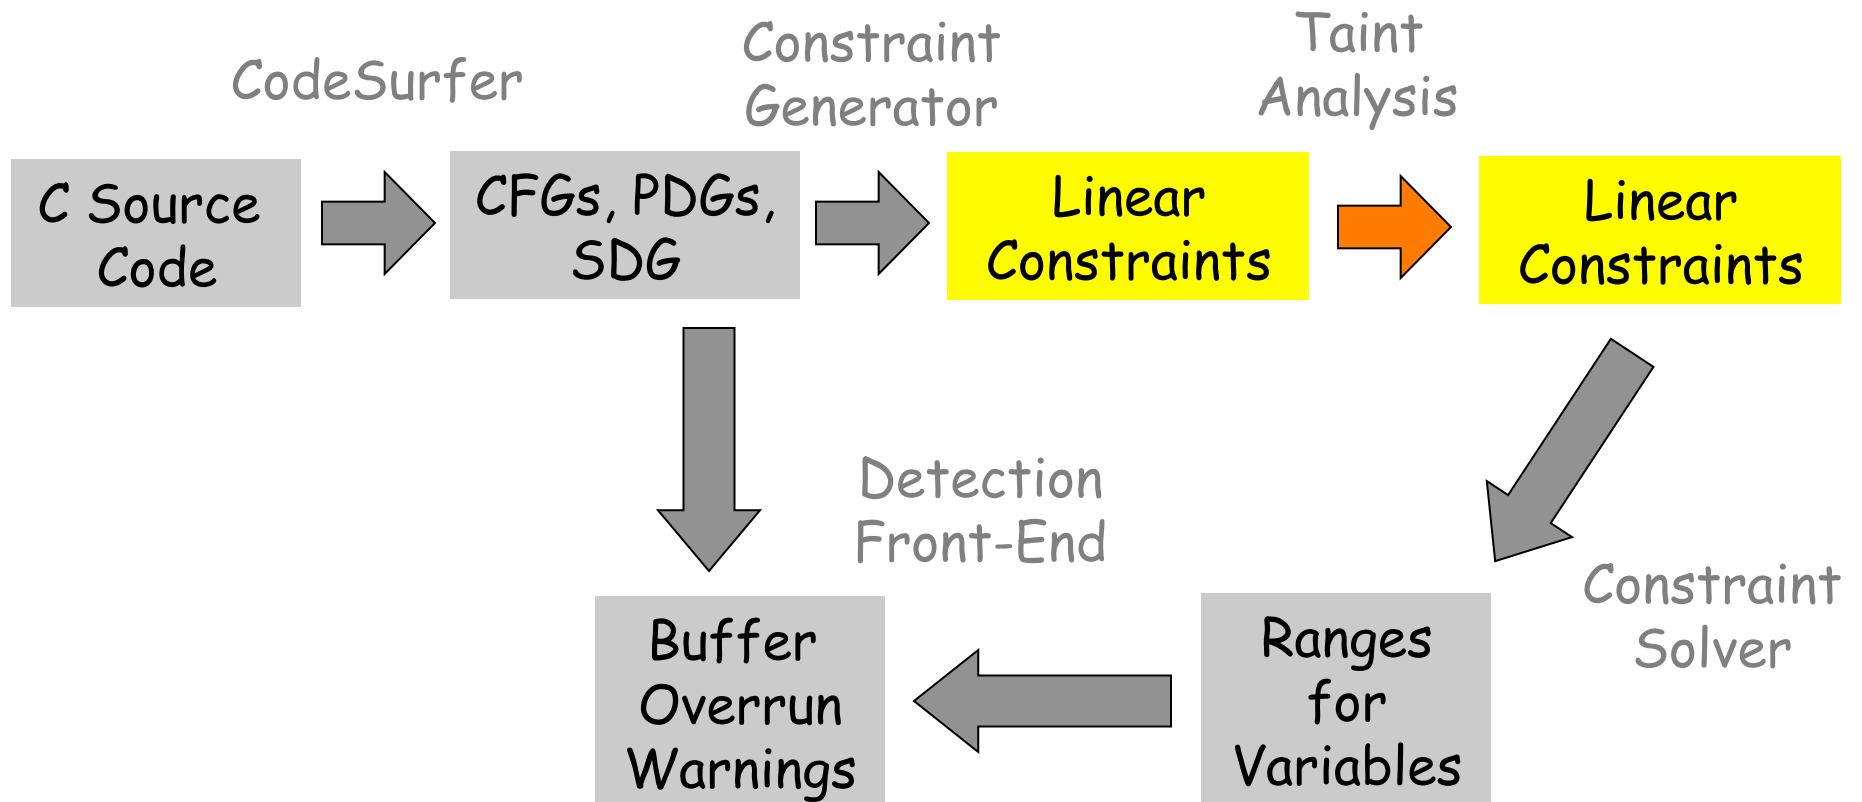 CodeSurfer
Constraint
Generator
Taint
Analysis
C Source
Code
CFGs, PDGs,
SDG
Linear
Constraints
Linear
Constraints
Detection
Front-End
Constraint
Solver
Buffer
Overrun
Warnings
Ranges
for
Variables